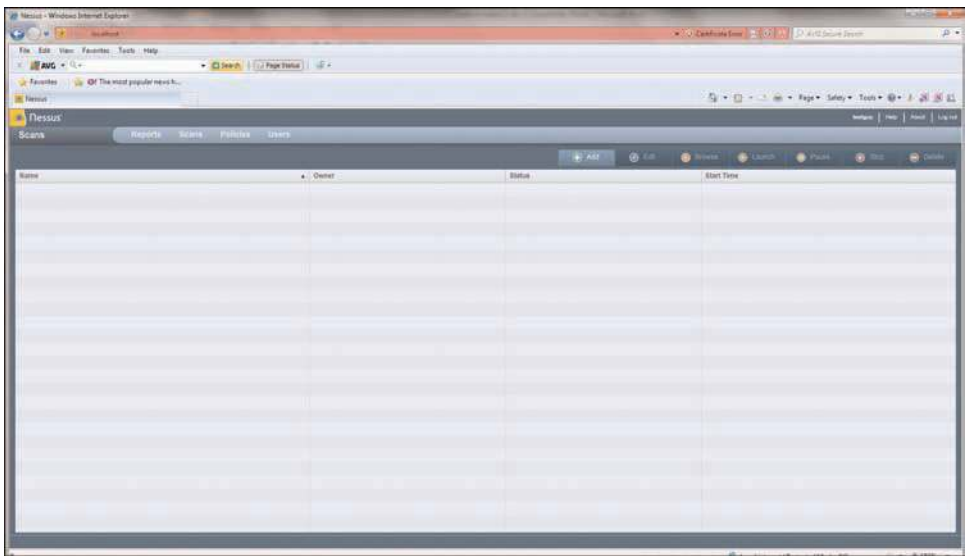 Nessus - Windows Internet Explorer
localhost
Certificate Error
AVG Secure Search
File Edit View Favorites Tools Help
AVG
Search
Page Status
Favorites
Of The most popular news h...
Nessus
Page Safety Tools
Nessus
Help About Log out
Scans
Reports Scans Policies Users
Add Edit Browse Launch Pause Stop Delete
Name Owner Status Start Time